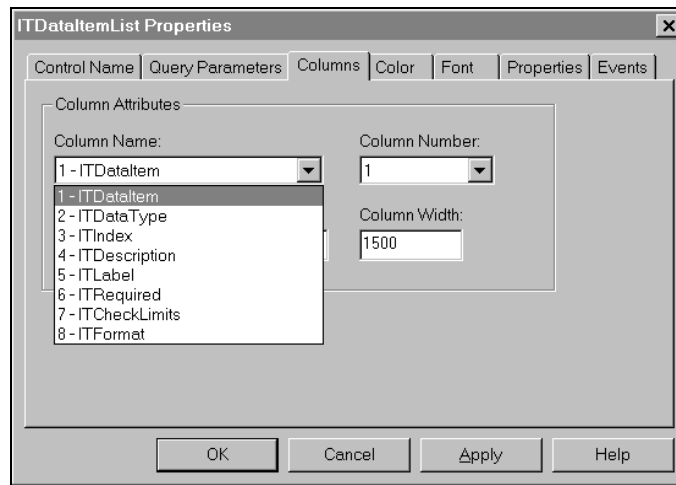 ITDataItemList Properties
Control Name Query Parameters Columns Color Font Properties Events
Column Attributes
Column Name: Column Number:
1 - ITDataItem 1
1 - ITDataItem
2 - ITDataType Column Width:
3 - ITIndex 1500
4 - ITDescription
5 - ITLabel
6 - ITRequired
7 - ITCheckLimits
8 - ITFormat
OK Cancel Apply Help